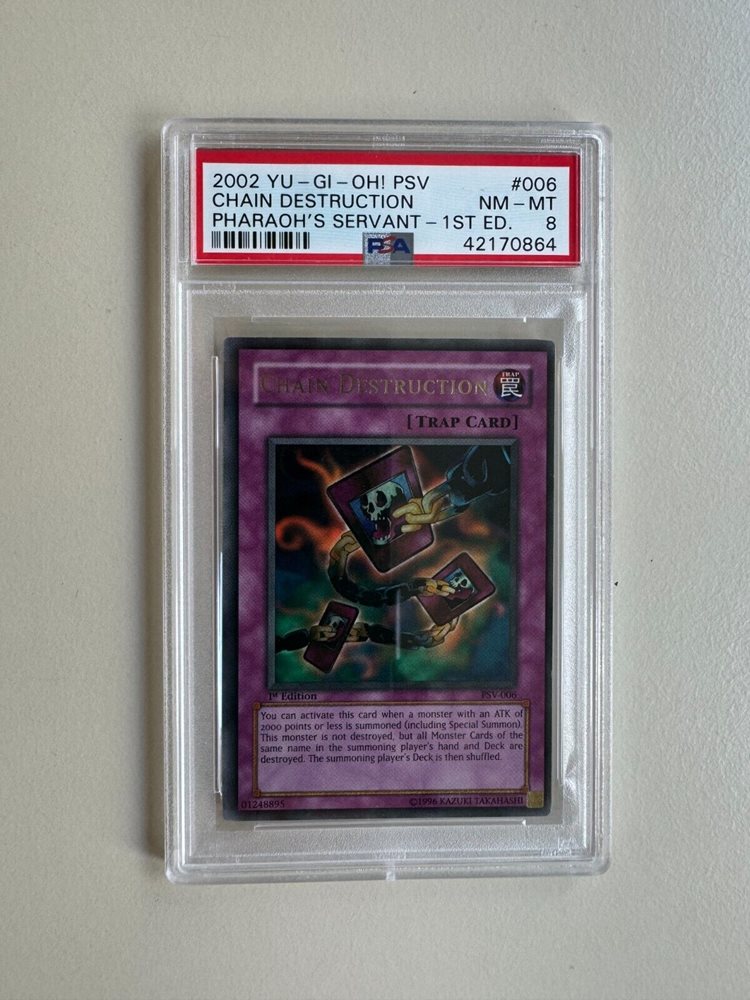 2002 YU-GI-OH! PSV #006
CHAIN DESTRUCTION NM-MT
PHARAOH'S SERVANT-1ST ED. 8
PSA 42170864
CHAIN DESTRUCTION TRAP 罠
[TRAP CARD]
1st Edition PSV-006
You can activate this card when a monster with an ATK of
2000 points or less is summoned (including Special Summon).
This monster is not destroyed, but all Monster Cards of the
same name in the summoning player's hand and Deck are
destroyed. The summoning player's Deck is then shuffled.
01248895 ©1996 KAZUKI TAKAHASHI